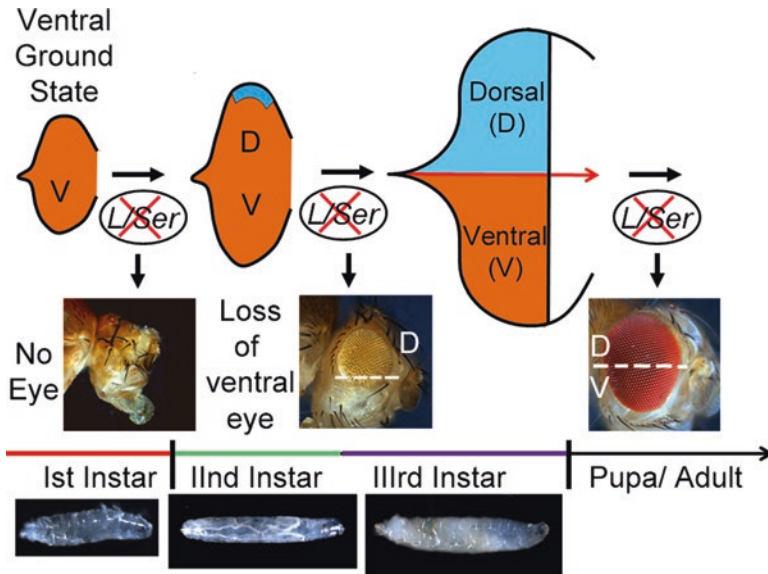 Ventral
Ground
State
V
D
V
Dorsal
(D)
Ventral
(V)
L/Ser
L/Ser
L/Ser
No
Eye
Loss
of
ventral
eye
D
D
V
Ist Instar
IInd Instar
IIIrd Instar
Pupa/ Adult